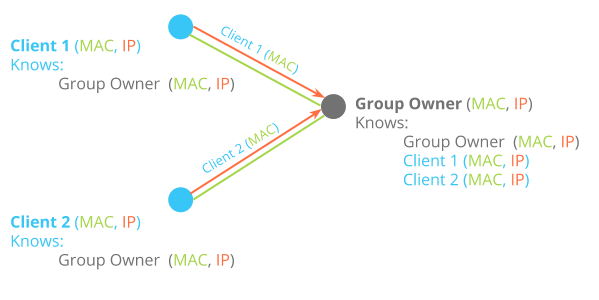 Client 1 (MAC, IP)
Knows:
Group Owner (MAC, IP)
Client 1 (MAC)
Group Owner (MAC, IP)
Knows:
Group Owner (MAC, IP)
Client 1 (MAC, IP)
Client 2 (MAC, IP)
Client 2 (MAC)
Client 2 (MAC, IP)
Knows:
Group Owner (MAC, IP)